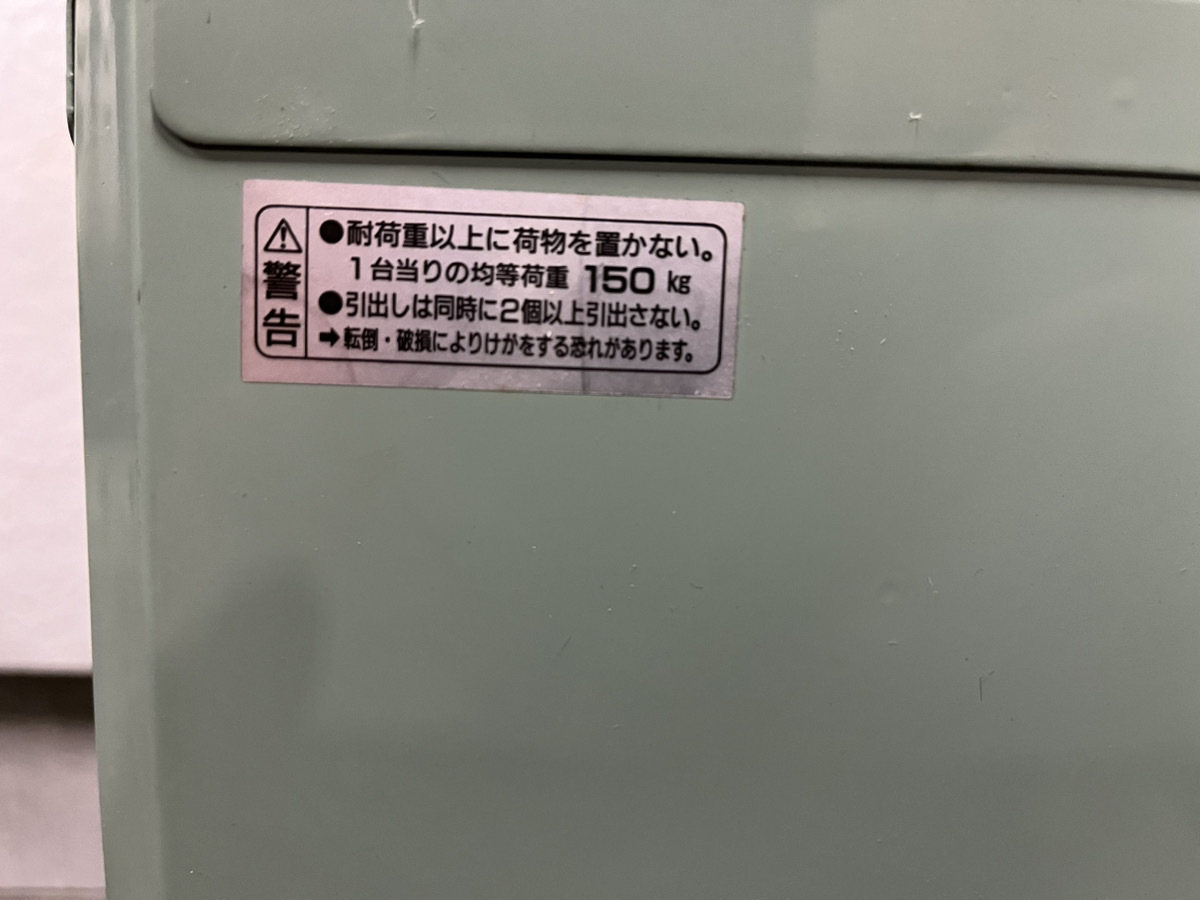 ⚠警告
●耐荷重以上に荷物を置かない。
1台当りの均等荷重 150 kg
●引出しは同時に2個以上引出さない。
➡転倒・破損によりけがをする恐れがあります。